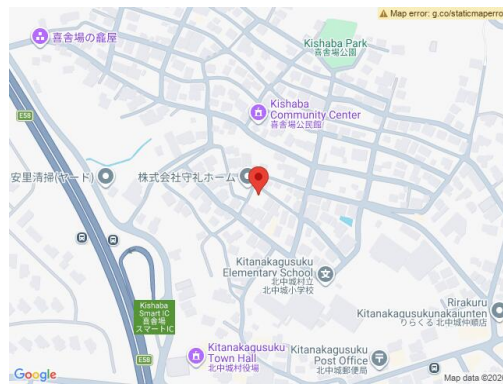 Map error: g.co/staticmaperro
喜舎場の龕屋
Kishaba Park
喜舎場公園
Kishaba
Community Center
喜舎場公民館
E58
安里清掃(ヤード)
株式会社守礼ホーム
Kitanakagusuku
Elementary School
北中城村立
北中城小学校
Kishaba
Smart IC
喜舎場
スマートIC
Rirakuru
Kitanakagusukunakajunten
りらくる 北中城仲順店
Kitanakagusuku
Town Hall
北中城村役場
Kitanakagusuku
Post Office
北中城郵便局
E58
Google
Map data ©202